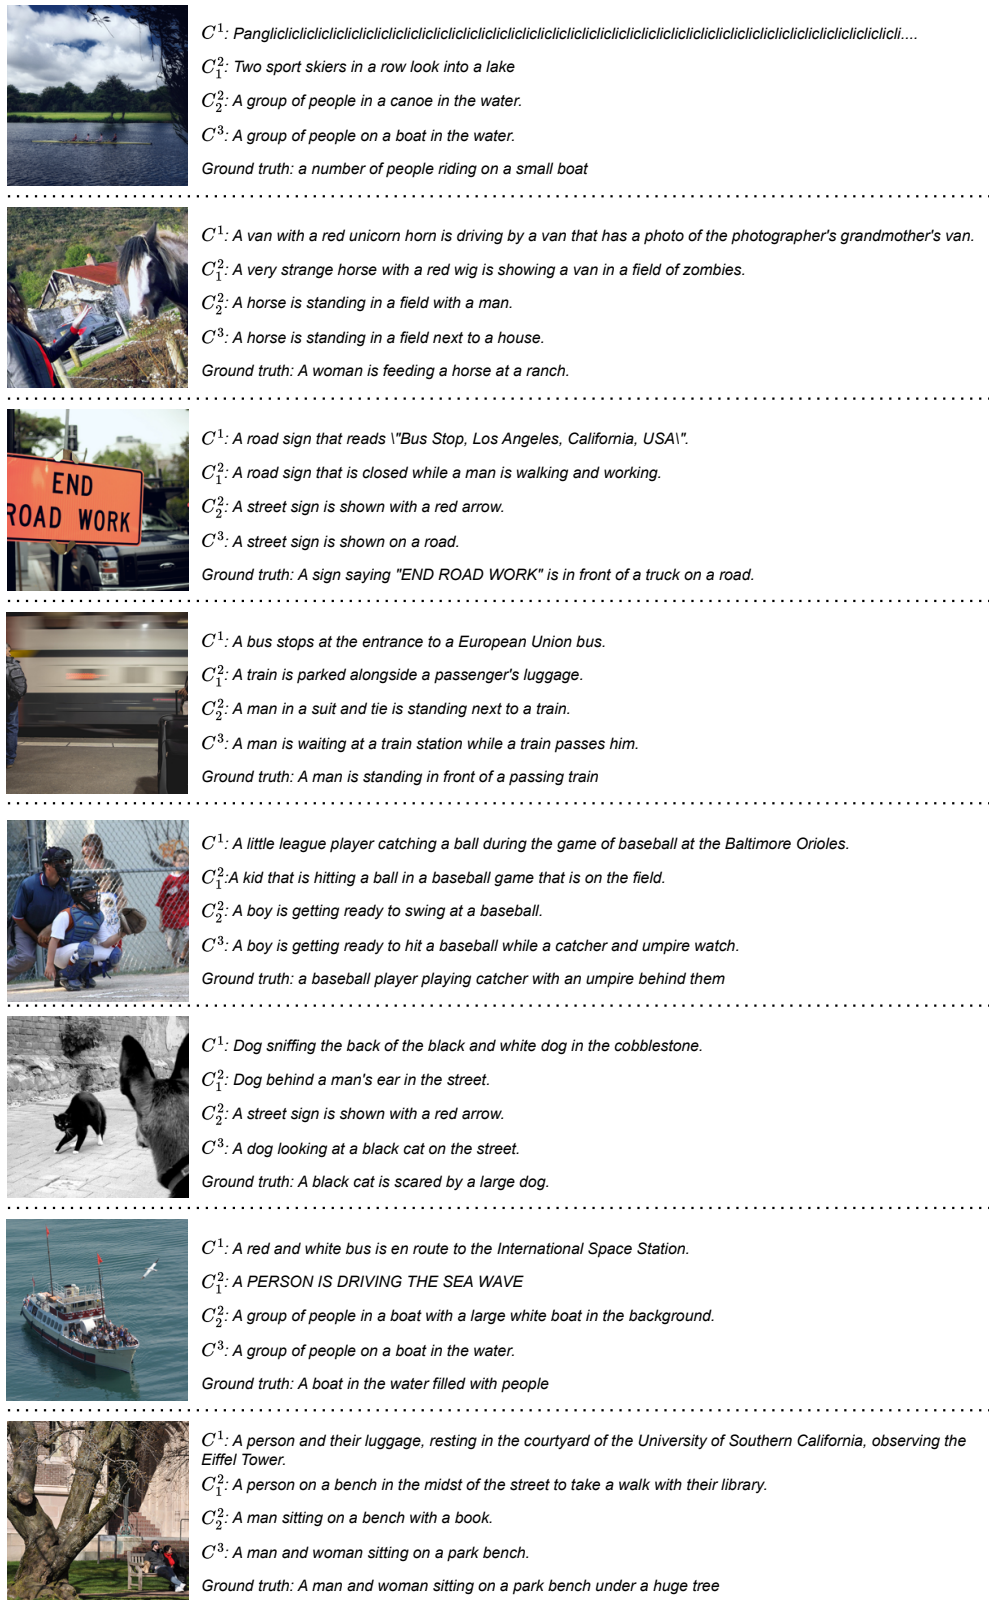 C¹: Pangliclicliclicliclicliclicliclicliclicliclicliclicliclicliclicliclicliclicliclicliclicliclicliclicliclicliclicliclicliclicliclicliclicli....
C²₁: Two sport skiers in a row look into a lake
C²₂: A group of people in a canoe in the water.
C³: A group of people on a boat in the water.
Ground truth: a number of people riding on a small boat
C¹: A van with a red unicorn horn is driving by a van that has a photo of the photographer's grandmother's van.
C²₁: A very strange horse with a red wig is showing a van in a field of zombies.
C²₂: A horse is standing in a field with a man.
C³: A horse is standing in a field next to a house.
Ground truth: A woman is feeding a horse at a ranch.
END
ROAD WORK
C¹: A road sign that reads \"Bus Stop, Los Angeles, California, USA\".
C²₁: A road sign that is closed while a man is walking and working.
C²₂: A street sign is shown with a red arrow.
C³: A street sign is shown on a road.
Ground truth: A sign saying "END ROAD WORK" is in front of a truck on a road.
C¹: A bus stops at the entrance to a European Union bus.
C²₁: A train is parked alongside a passenger's luggage.
C²₂: A man in a suit and tie is standing next to a train.
C³: A man is waiting at a train station while a train passes him.
Ground truth: A man is standing in front of a passing train
C¹: A little league player catching a ball during the game of baseball at the Baltimore Orioles.
C²₁:A kid that is hitting a ball in a baseball game that is on the field.
C²₂: A boy is getting ready to swing at a baseball.
C³: A boy is getting ready to hit a baseball while a catcher and umpire watch.
Ground truth: a baseball player playing catcher with an umpire behind them
C¹: Dog sniffing the back of the black and white dog in the cobblestone.
C²₁: Dog behind a man's ear in the street.
C²₂: A street sign is shown with a red arrow.
C³: A dog looking at a black cat on the street.
Ground truth: A black cat is scared by a large dog.
C¹: A red and white bus is en route to the International Space Station.
C²₁: A PERSON IS DRIVING THE SEA WAVE
C²₂: A group of people in a boat with a large white boat in the background.
C³: A group of people on a boat in the water.
Ground truth: A boat in the water filled with people
C¹: A person and their luggage, resting in the courtyard of the University of Southern California, observing the
Eiffel Tower.
C²₁: A person on a bench in the midst of the street to take a walk with their library.
C²₂: A man sitting on a bench with a book.
C³: A man and woman sitting on a park bench.
Ground truth: A man and woman sitting on a park bench under a huge tree